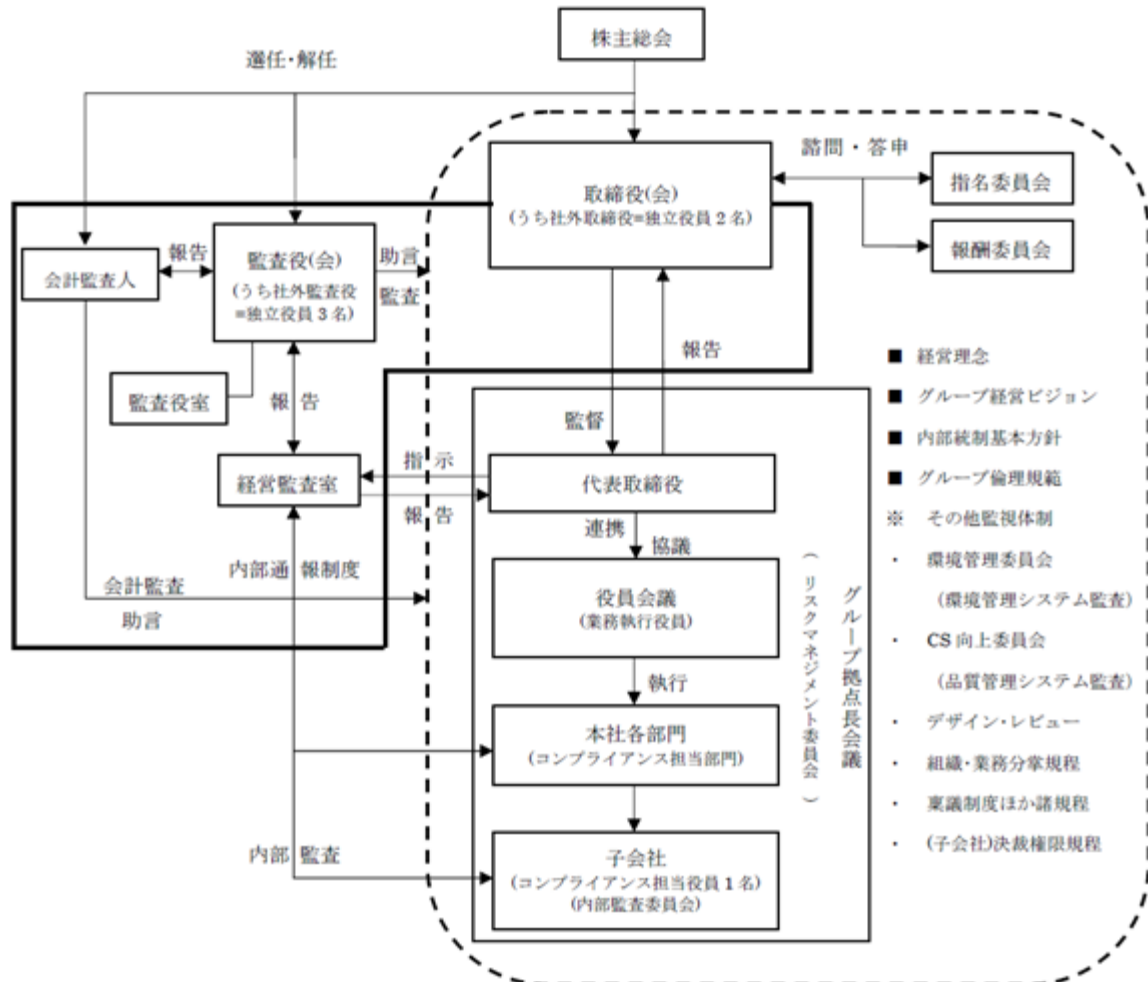 株主総会
選任・解任
諮問・答申
取締役(会)
(うち社外取締役=独立役員2名)
指名委員会
報酬委員会
会計監査人
報告
監査役(会)
(うち社外監査役
=独立役員3名)
助言
監査
監査役室
報告
報告
監督
経営監査室
指示
報告
代表取締役
連携
協議
内部通報制度
会計監査
助言
役員会議
(業務執行役員)
執行
本社各部門
(コンプライアンス担当部門)
内部監査
子会社
(コンプライアンス担当役員1名)
(内部監査委員会)
グループ拠点長会議
(リスクマネジメント委員会)
■ 経営理念
■ グループ経営ビジョン
■ 内部統制基本方針
■ グループ倫理規範
※ その他監視体制
・ 環境管理委員会
(環境管理システム監査)
・ CS向上委員会
(品質管理システム監査)
・ デザイン・レビュー
・ 組織・業務分掌規程
・ 稟議制度ほか諸規程
・ (子会社)決裁権限規程